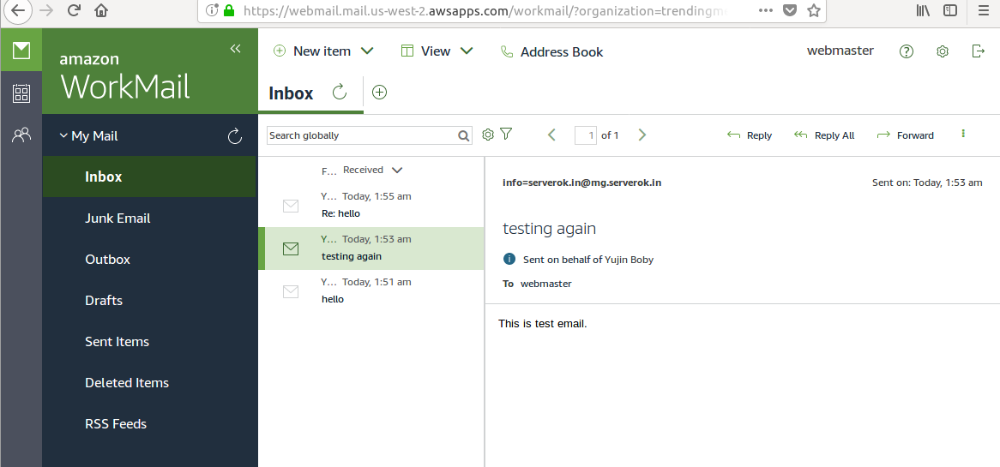 https://webmail.mail.us-west-2.awsapps.com/workmail/?organization=trendingm
amazon
WorkMail
New item
View
Address Book
webmaster
Inbox
My Mail
Search globally
1 of 1
Reply
Reply All
Forward
Inbox
Junk Email
Outbox
Drafts
Sent Items
Deleted Items
RSS Feeds
F... Received
Y... Today, 1:55 am
Re: hello
Y... Today, 1:53 am
testing again
Y... Today, 1:51 am
hello
info=serverok.in@mg.serverok.in
Sent on: Today, 1:53 am
testing again
Sent on behalf of Yujin Boby
To webmaster
This is test email.